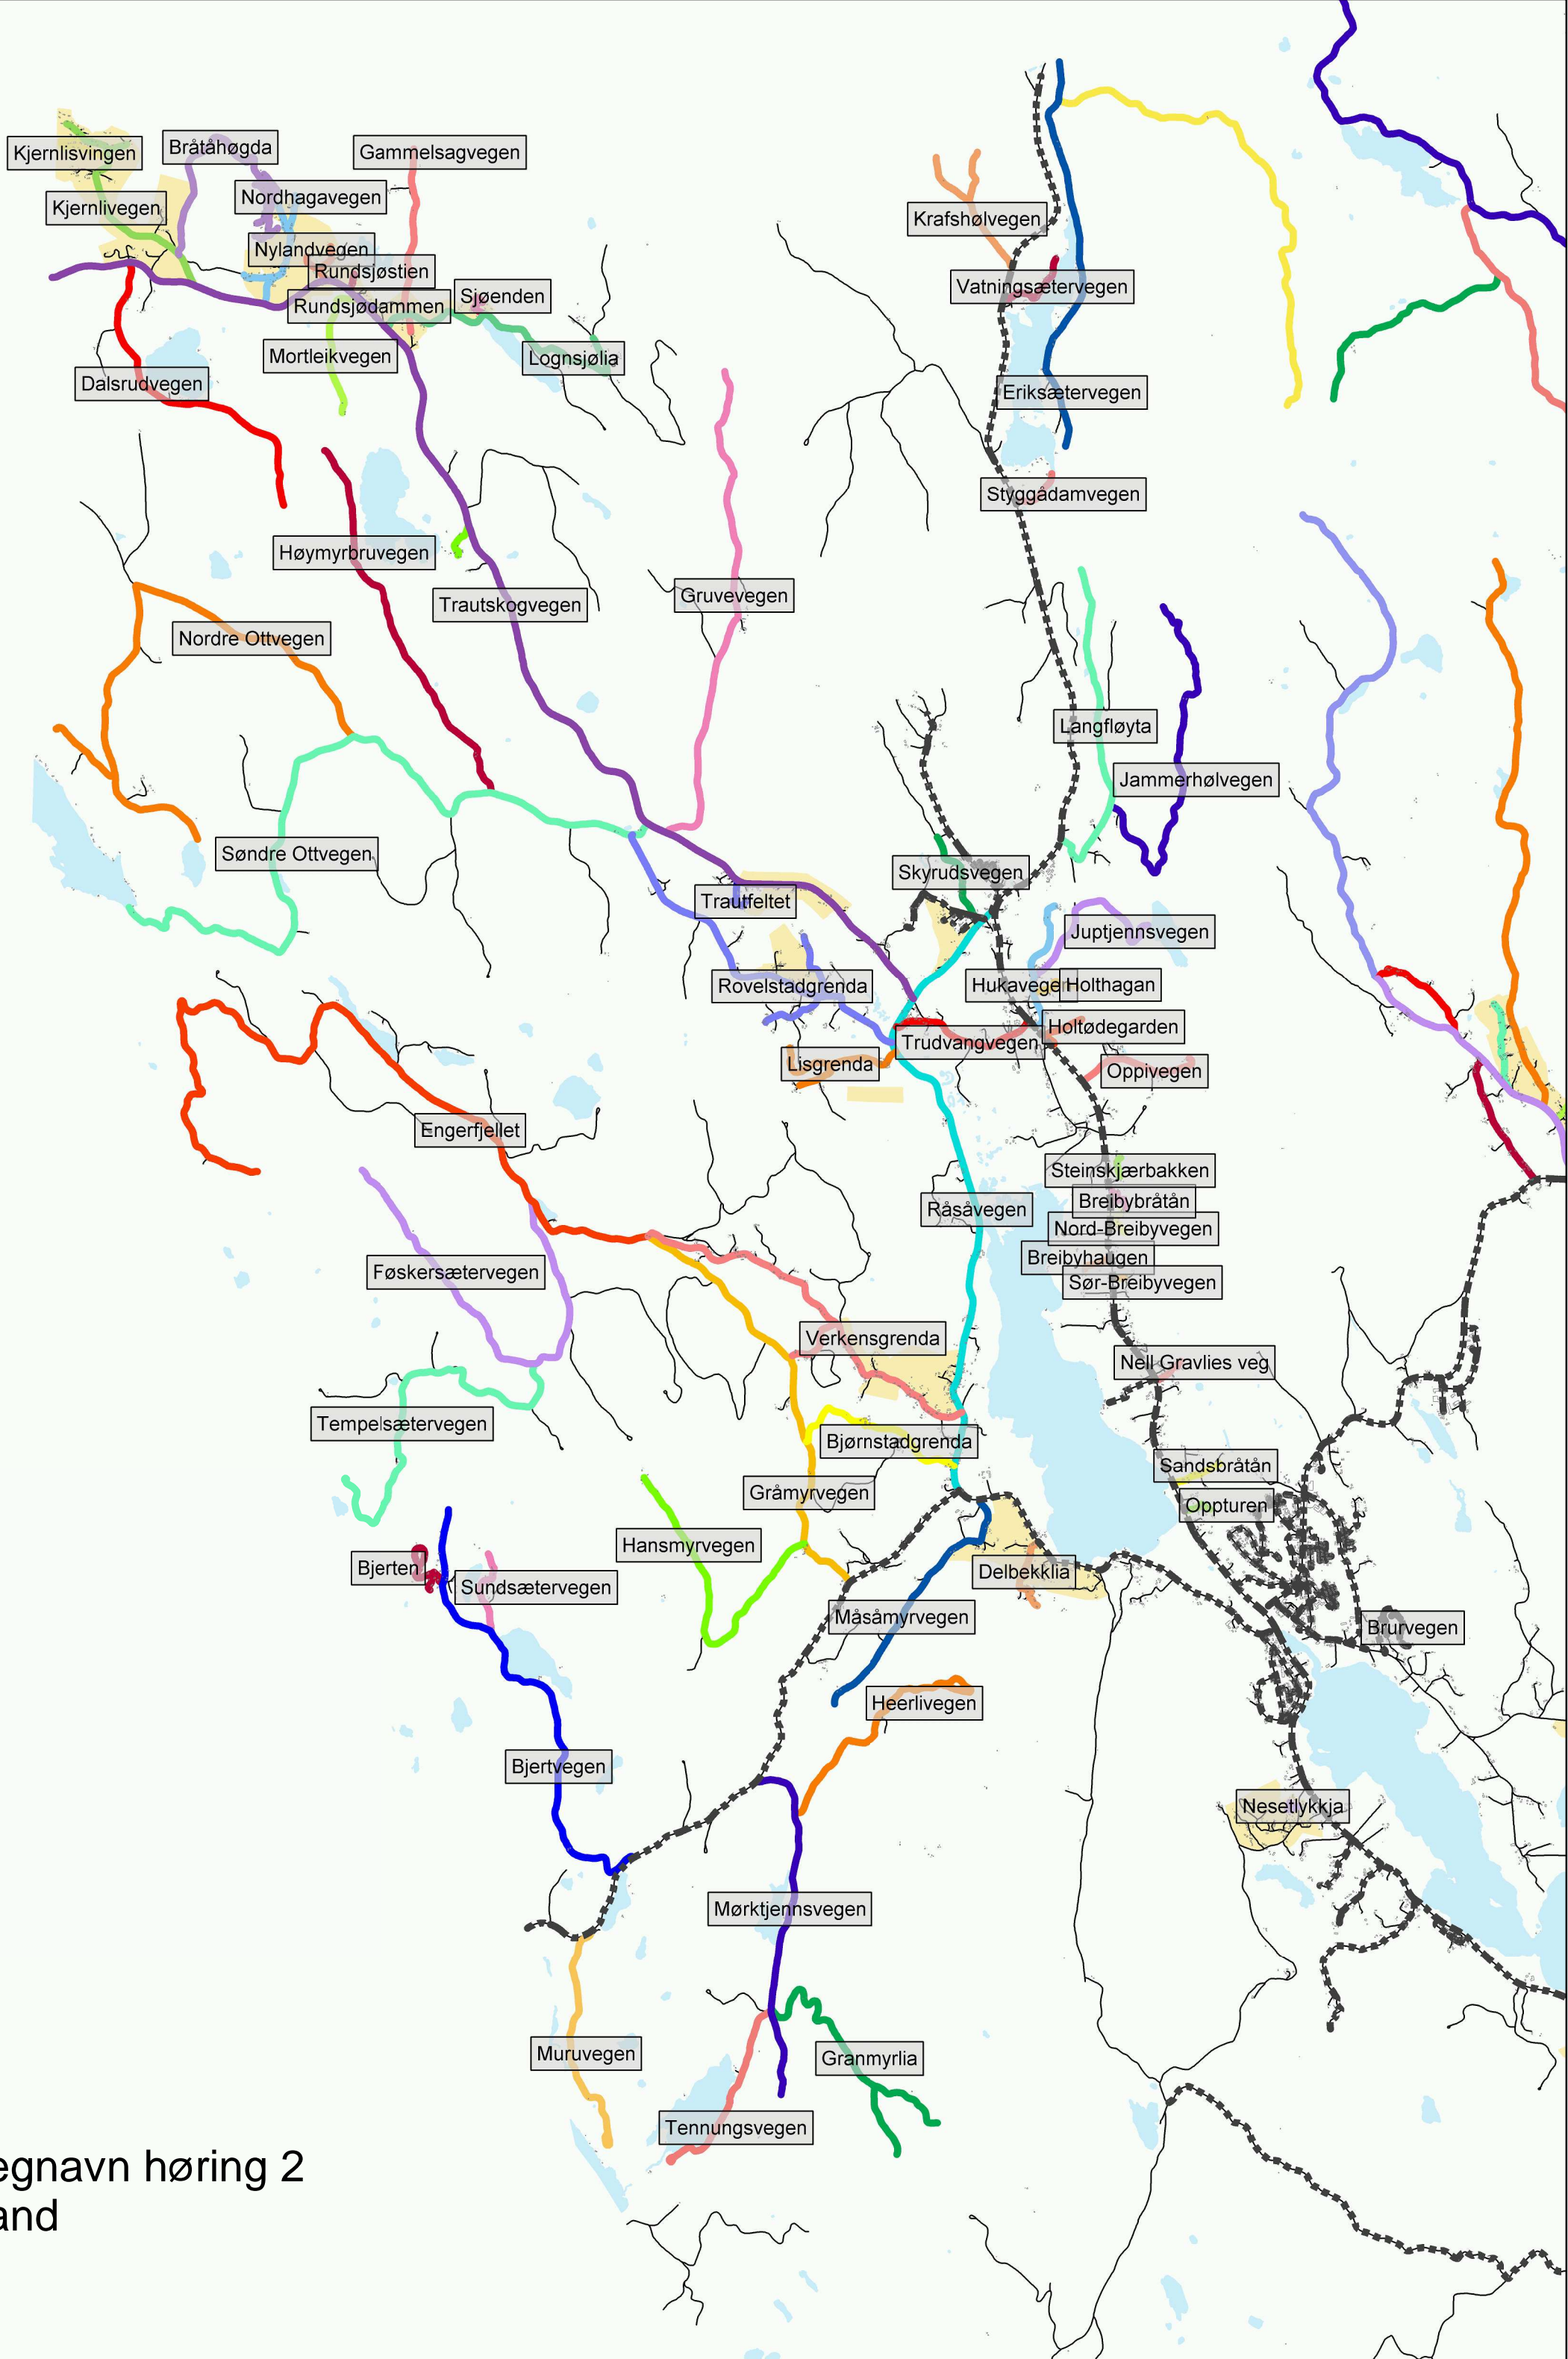 Kjernlisvingen
Bråtåhøgda
Gammelsagvegen
Kjernlivegen
Nordhagavegen
Krafshølvegen
Nylandvegen
Rundsjøstien
Vatningsætervegen
Sjøenden
Rundsjødammen
Mortleikvegen
Lognsjølia
Dalsrudvegen
Eriksætervegen
Styggådamvegen
Høymyrbruvegen
Gruvevegen
Trautskogvegen
Nordre Ottvegen
Langfløyta
Jammerhølvegen
Søndre Ottvegen
Skyrudsvegen
Trautfeltet
Juptjennsvegen
Rovelstadgrenda
Hukavegen
Holthagan
Holtødegarden
Trudvangvegen
Lisgrenda
Oppivegen
Engerfjellet
Steinskjærbakken
Breibybråtån
Råsåvegen
Nord-Breibyvegen
Breibyhaugen
Føskersætervegen
Sør-Breibyvegen
Verkensgrenda
Nell Gravlies veg
Tempelsætervegen
Bjørnstadgrenda
Sandsbråtån
Gråmyrvegen
Oppturen
Hansmyrvegen
Bjerten
Delbekklia
Sundsætervegen
Måsåmyrvegen
Brurvegen
Heerlivegen
Bjertvegen
Nesetlykkja
Mørktjennsvegen
Muruvegen
Granmyrlia
Tennungsvegen
egnavn høring 2
and